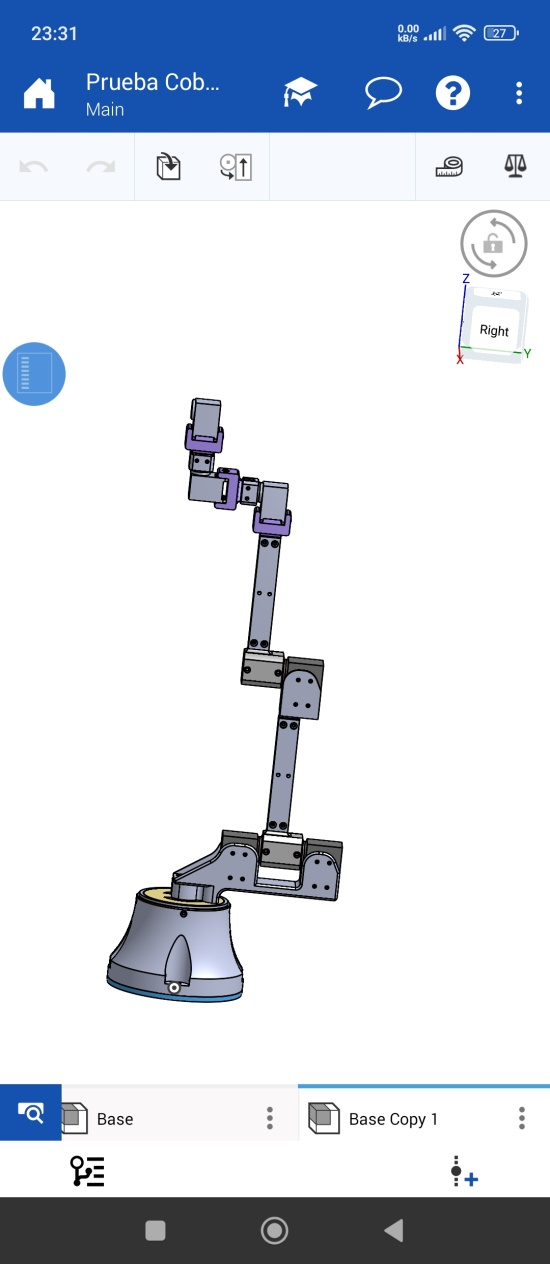 23:31
0.00
kB/s
27
Prueba Cob...
Main
Z
Right
Y
X
Base
Base Copy 1